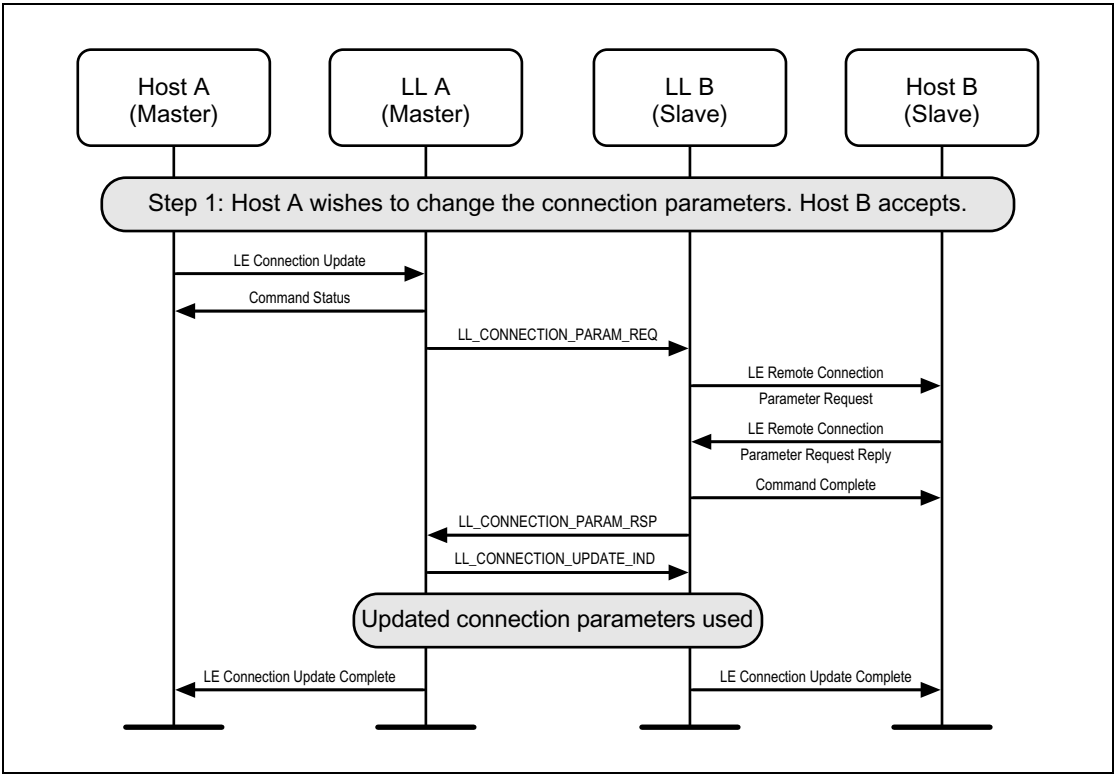 Host A
(Master)
LL A
(Master)
LL B
(Slave)
Host B
(Slave)
Step 1: Host A wishes to change the connection parameters. Host B accepts.
LE Connection Update
Command Status
LL_CONNECTION_PARAM_REQ
LE Remote Connection
Parameter Request
LE Remote Connection
Parameter Request Reply
Command Complete
LL_CONNECTION_PARAM_RSP
LL_CONNECTION_UPDATE_IND
Updated connection parameters used
LE Connection Update Complete
LE Connection Update Complete